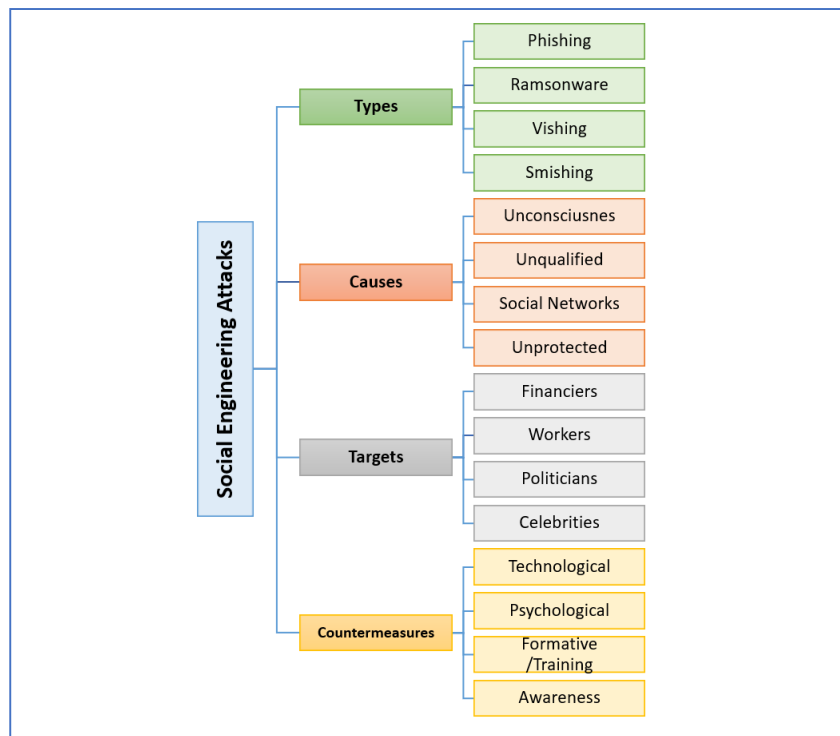 Social Engineering Attacks
Types
Phishing
Ramsonware
Vishing
Smishing
Causes
Unconsciusnes
Unqualified
Social Networks
Unprotected
Targets
Financiers
Workers
Politicians
Celebrities
Countermeasures
Technological
Psychological
Formative
/Training
Awareness